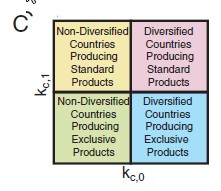 C
Non-Diversified
Countries
Producing
Standard
Products
Diversified
Countries
Producing
Standard
Products
Non-Diversified
Countries
Producing
Exclusive
Products
Diversified
Countries
Producing
Exclusive
Products
kc,1
kc,0